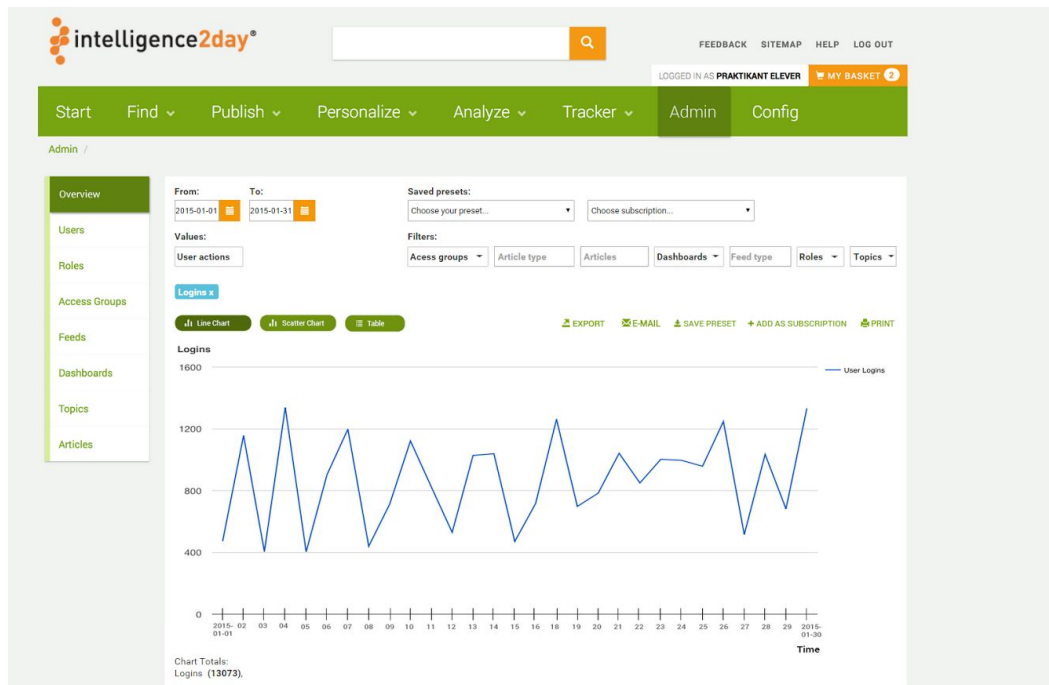 intelligence2day®
FEEDBACK SITEMAP HELP LOG OUT
LOGGED IN AS PRAKTIKANT ELEVER MY BASKET 2
Start Find Publish Personalize Analyze Tracker Admin Config
Admin /
Overview
Users
Roles
Access Groups
Feeds
Dashboards
Topics
Articles
From: To: Saved presets:
2015-01-01 2015-01-31 Choose your preset... Choose subscription...
Values: Filters:
User actions Acess groups Article type Articles Dashboards Feed type Roles Topics
Logins x
Line Chart Scatter Chart Table EXPORT E-MAIL SAVE PRESET + ADD AS SUBSCRIPTION PRINT
Logins
1600
User Logins
1200
800
400
0
2015-01-01 02 03 04 05 06 07 08 09 10 11 12 13 14 15 16 18 19 20 21 22 23 24 25 26 27 28 29 2015-01-30
Time
Chart Totals:
Logins (13073),